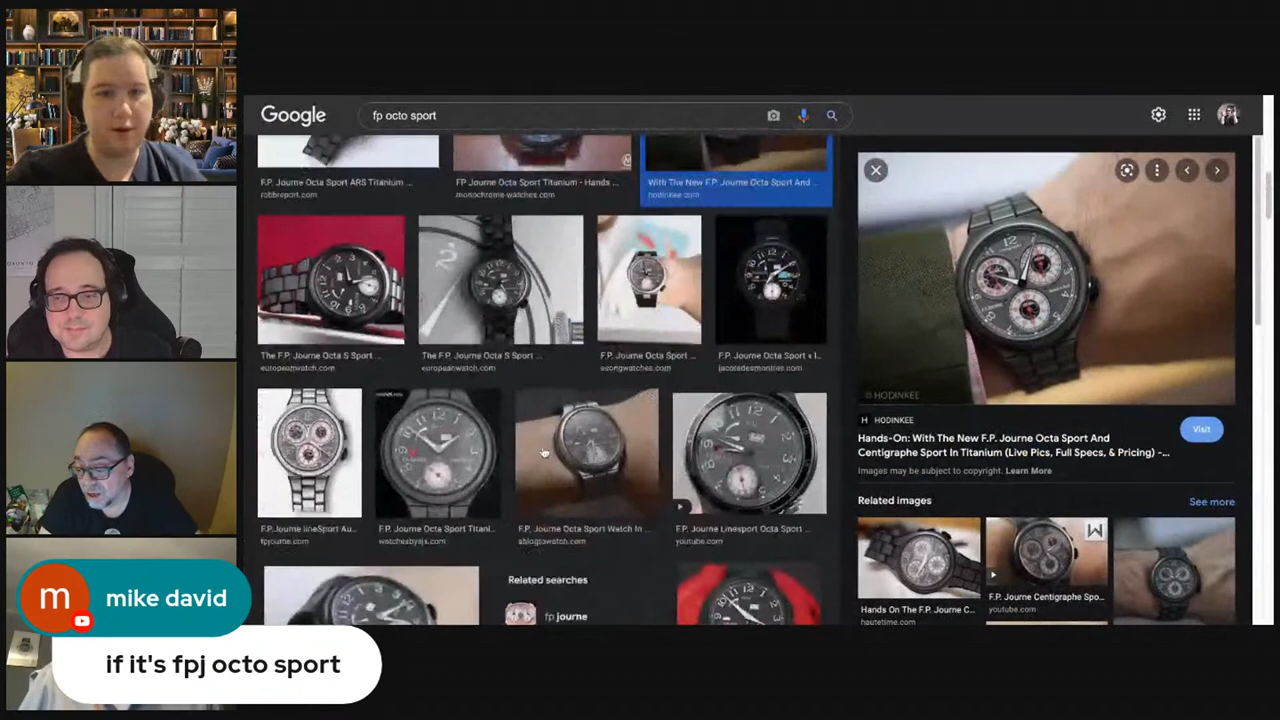 Google
fp octo sport
F.P. Journe Octa Sport ARS Titanium ...
robbreport.com
FP Journe Octa Sport Titanium - Hands ...
monochrome-watches.com
With The New F.P. Journe Octa Sport And ...
hodinkee.com
The F.P. Journe Octa S Sport ...
europeanwatch.com
The F.P. Journe Octa S Sport ...
europeanwatch.com
F.P. Journe Octa Sport ...
esongwatches.com
F.P. Journe Octa Sport
F.P. Journe lineSport Au...
fpjourne.com
F.P. Journe Octa Sport Titani...
watchesbysjx.com
F.P. Journe Octa Sport Watch In ...
ablogtowatch.com
F.P. Journe Linesport Octa Sport ...
youtube.com
Related searches
fp journe
© HODINKEE
H HODINKEE
Visit
Hands-On: With The New F.P. Journe Octa Sport And
Centigraphe Sport In Titanium (Live Pics, Full Specs, & Pricing) -...
Images may be subject to copyright. Learn More
Related images
See more
Hands On The F.P. Journe C...
hautetime.com
F.P. Journe Centigraphe Spo...
youtube.com
m
mike david
if it's fpj octo sport